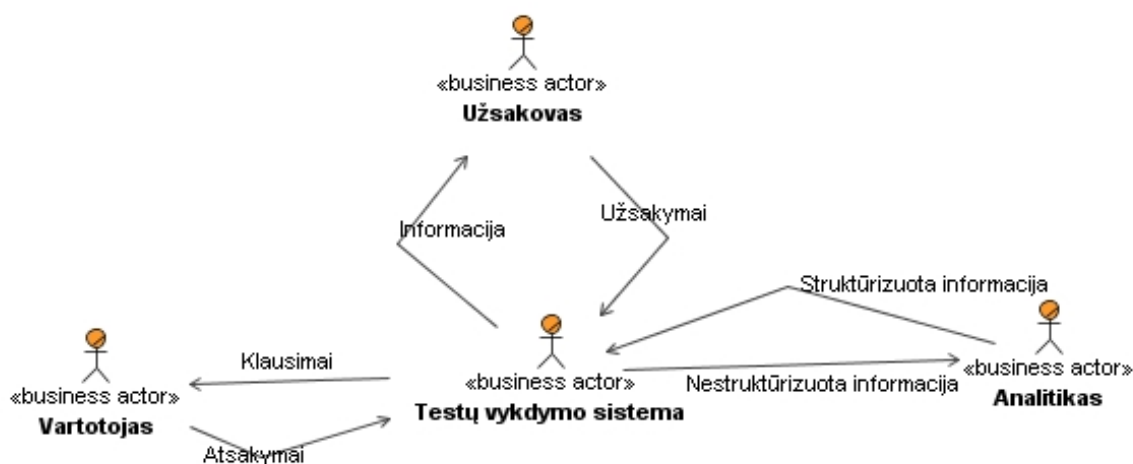 «business actor»
Užsakovas
Informacija
Užsakymai
Struktūrizuota informacija
Klausimai
«business actor»
Vartotojas
Atsakymai
«business actor»
Testų vykdymo sistema
Nestruktūrizuota informacija
«business actor»
Analitikas